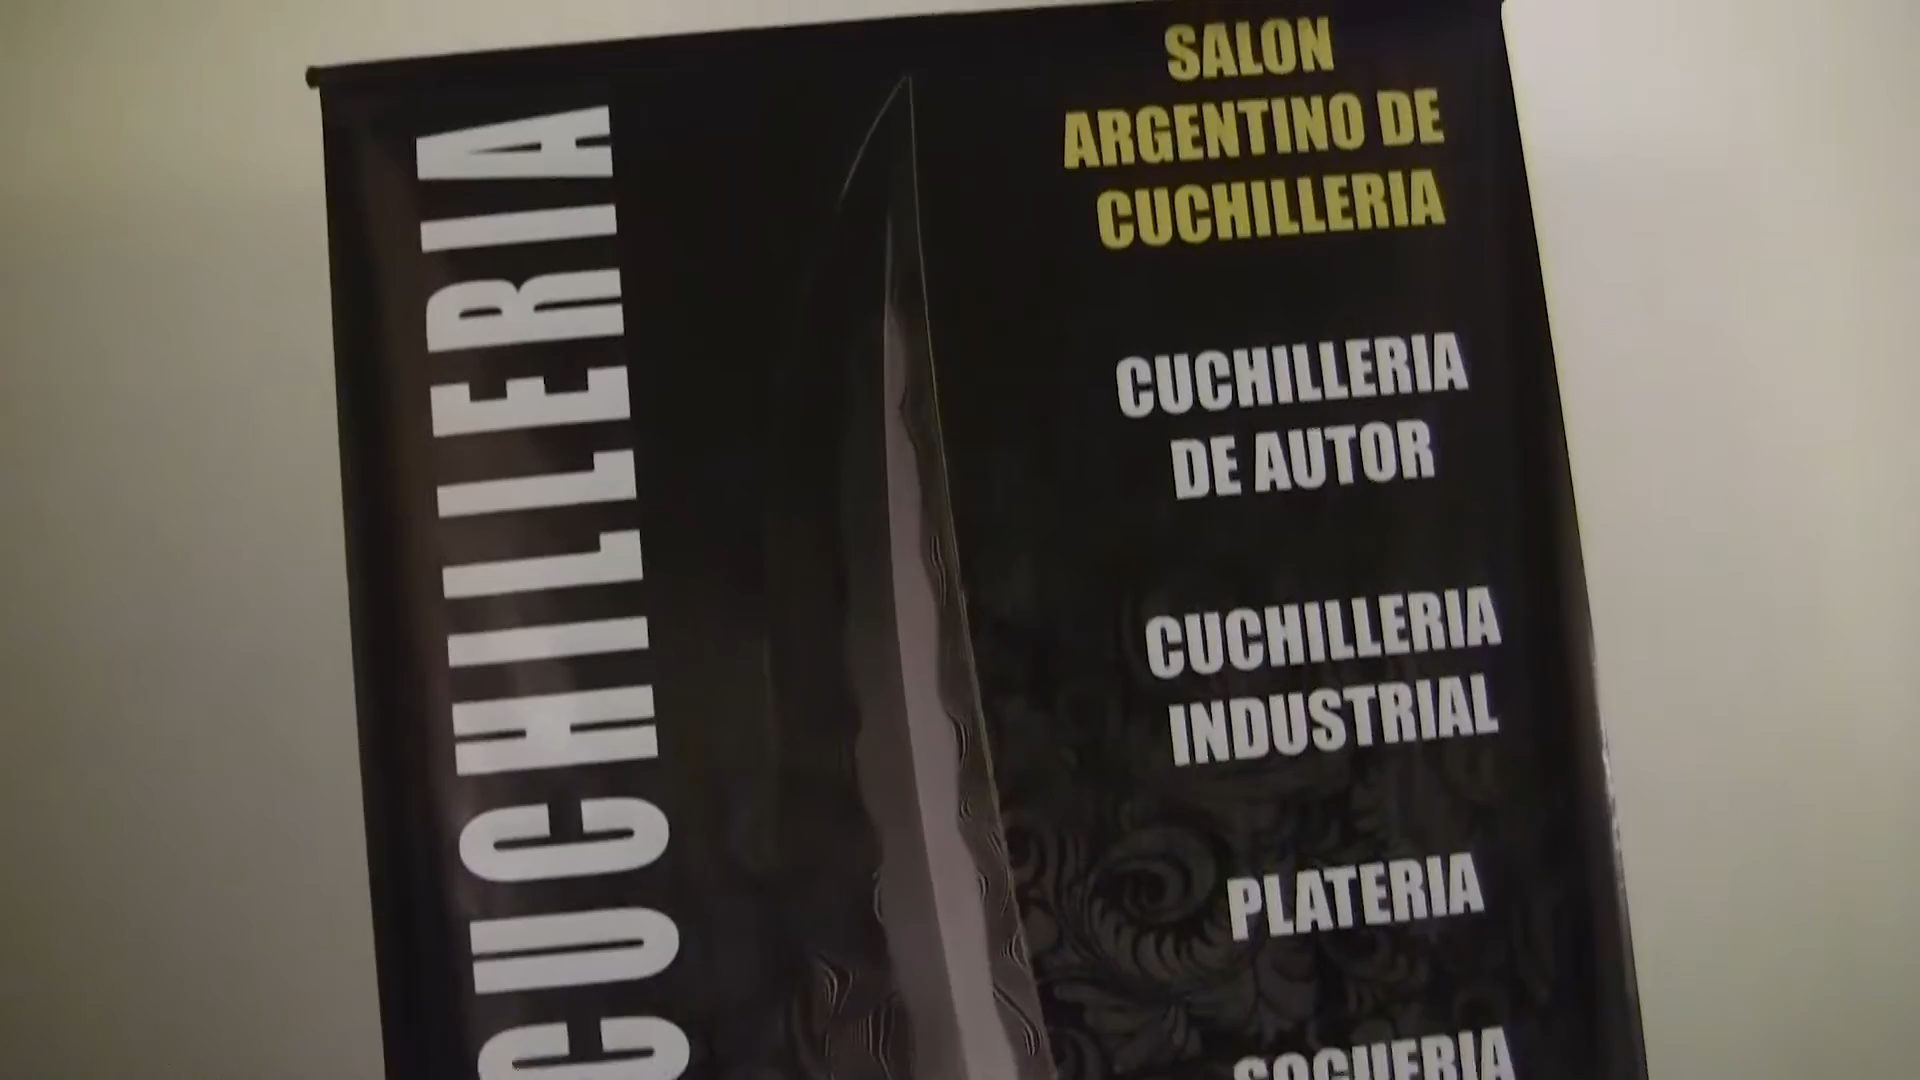 CUCHILLERIA
SALON
ARGENTINO DE
CUCHILLERIA
CUCHILLERIA
DE AUTOR
CUCHILLERIA
INDUSTRIAL
PLATERIA
SOGUERIA